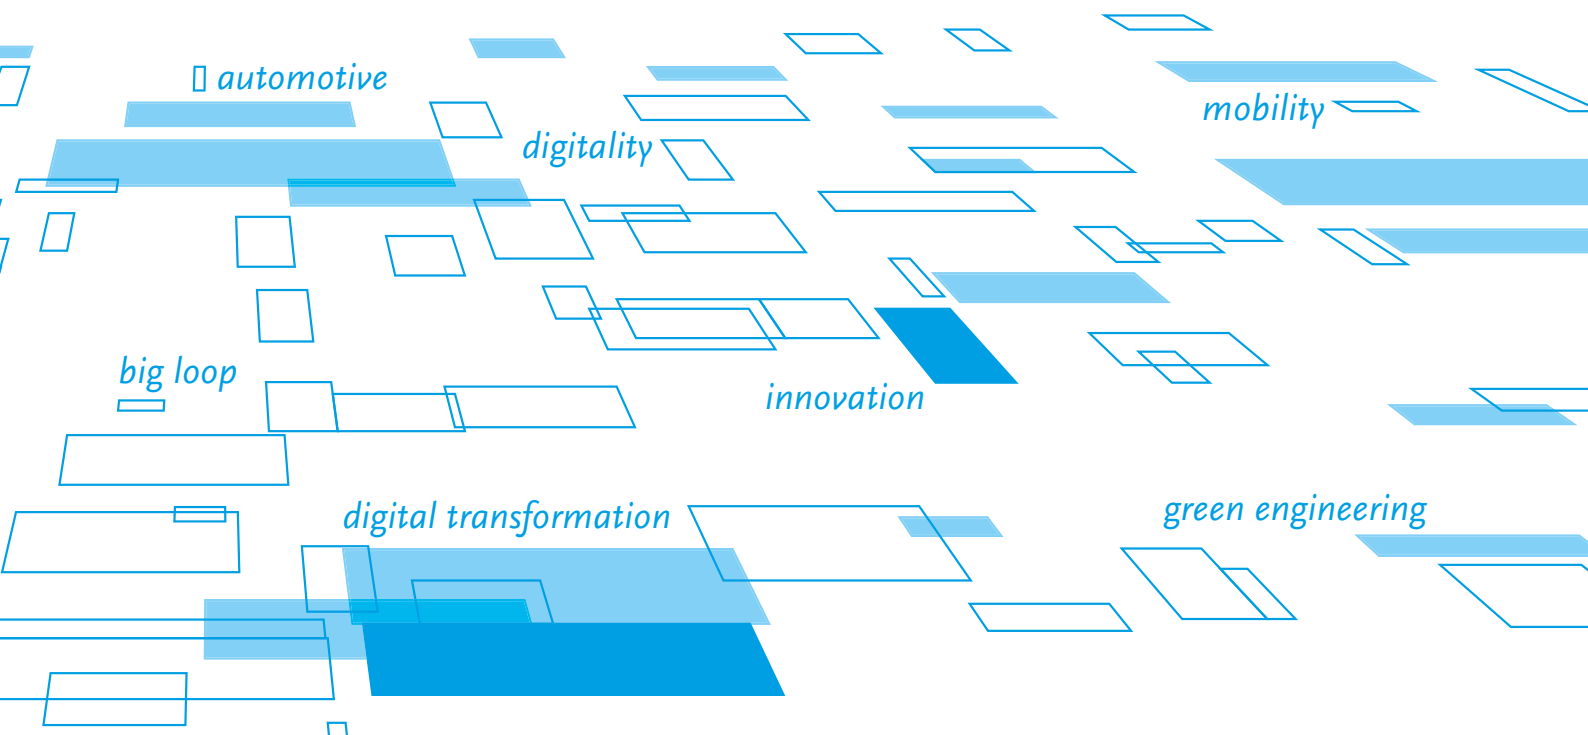 automotive
mobility
digitality
big loop
innovation
digital transformation
green engineering